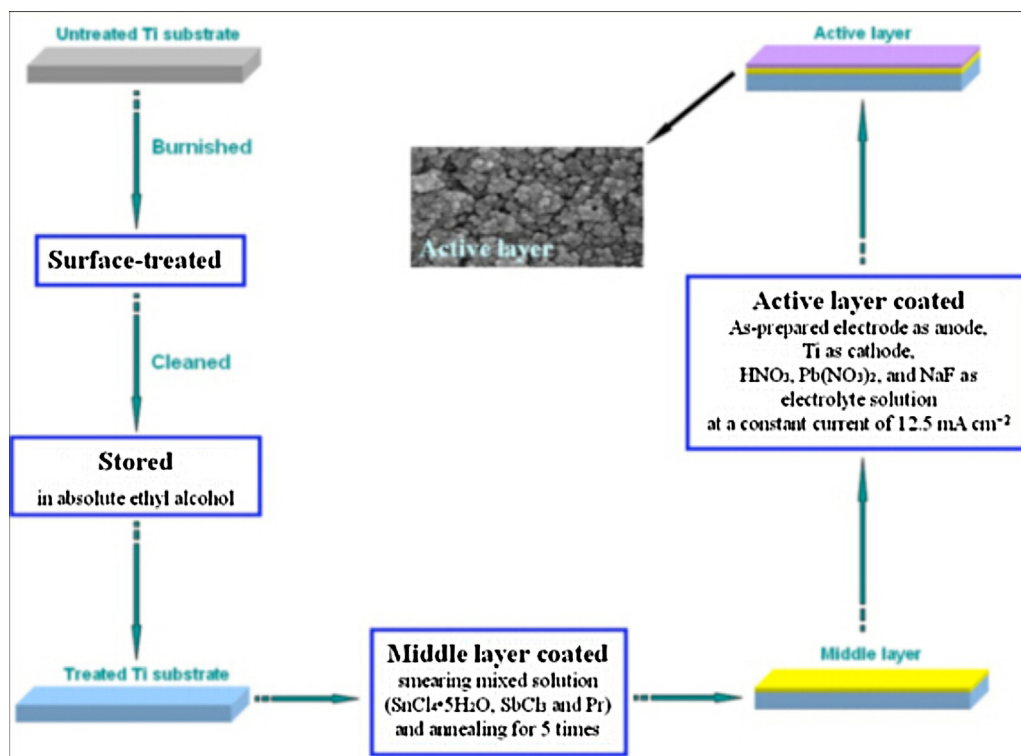 Untreated Ti substrate
Burnished
Surface-treated
Cleaned
Stored
in absolute ethyl alcohol
Treated Ti substrate
Middle layer coated
smearing mixed solution
(SnCl₄•5H₂O, SbCl₃ and Pr)
and annealing for 5 times
Middle layer
Active layer coated
As-prepared electrode as anode,
Ti as cathode,
HNO₃, Pb(NO₃)₂, and NaF as
electrolyte solution
at a constant current of 12.5 mA cm⁻²
Active layer
Active layer